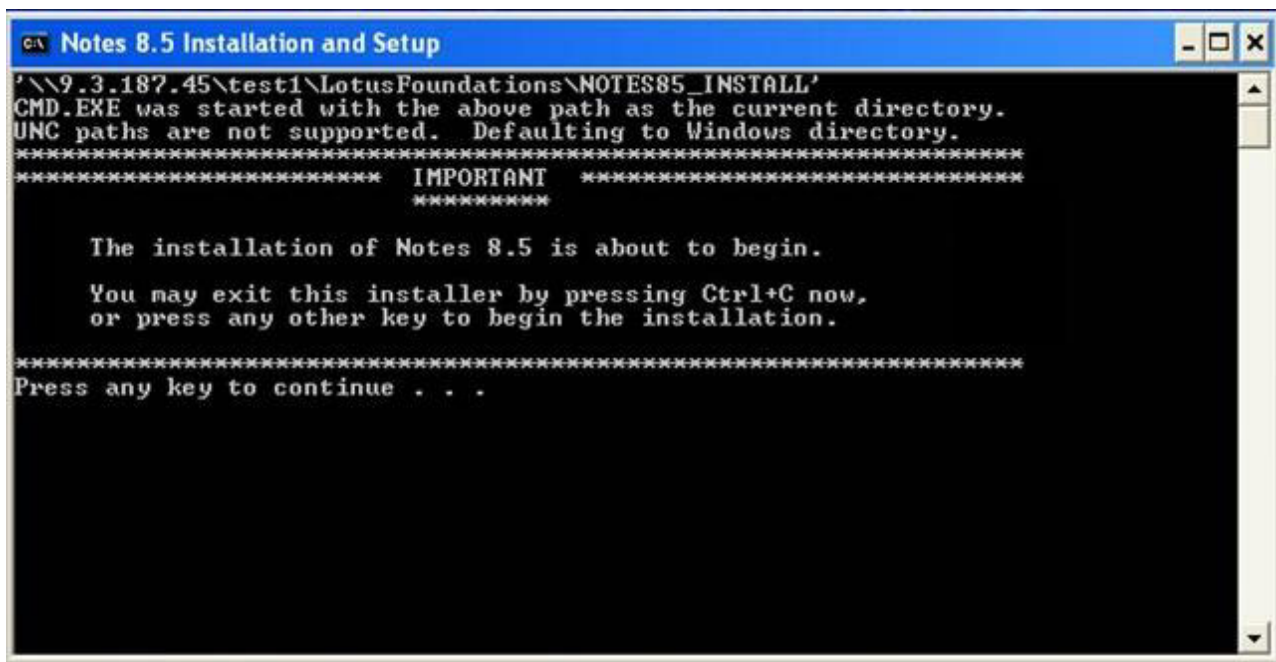 Notes 8.5 Installation and Setup
'\\9.3.187.45\test1\LotusFoundations\NOTES85_INSTALL'
CMD.EXE was started with the above path as the current directory.
UNC paths are not supported.  Defaulting to Windows directory.
******************************************************************
************************  IMPORTANT  *****************************
*********
The installation of Notes 8.5 is about to begin.
You may exit this installer by pressing Ctrl+C now,
or press any other key to begin the installation.
******************************************************************
Press any key to continue . . .